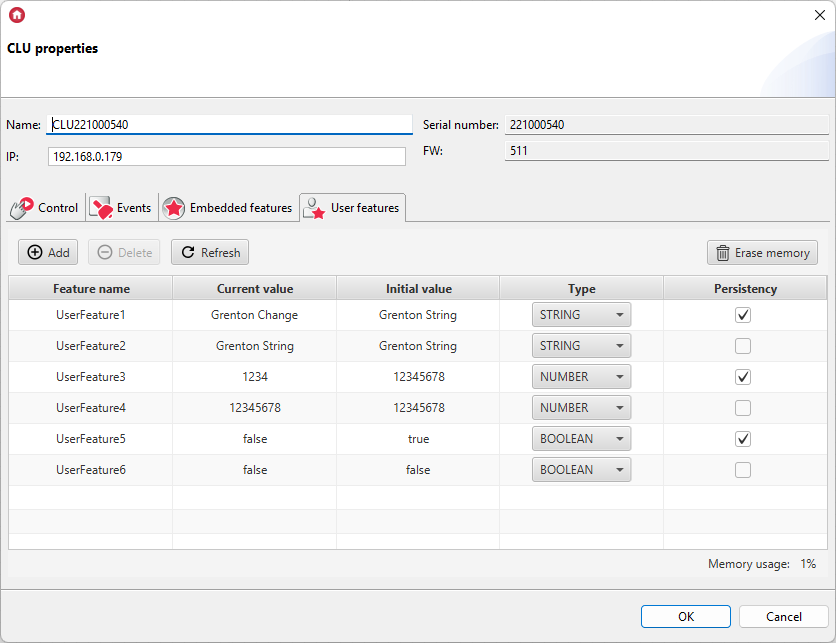 CLU properties
Name: CLU221000540 Serial number: 221000540
IP: 192.168.0.179 FW: 511
Control Events Embedded features User features
Add Delete Refresh Erase memory
Feature name Current value Initial value Type Persistency
UserFeature1 Grenton Change Grenton String STRING
UserFeature2 Grenton String Grenton String STRING
UserFeature3 1234 12345678 NUMBER
UserFeature4 12345678 12345678 NUMBER
UserFeature5 false true BOOLEAN
UserFeature6 false false BOOLEAN
Memory usage: 1%
OK Cancel